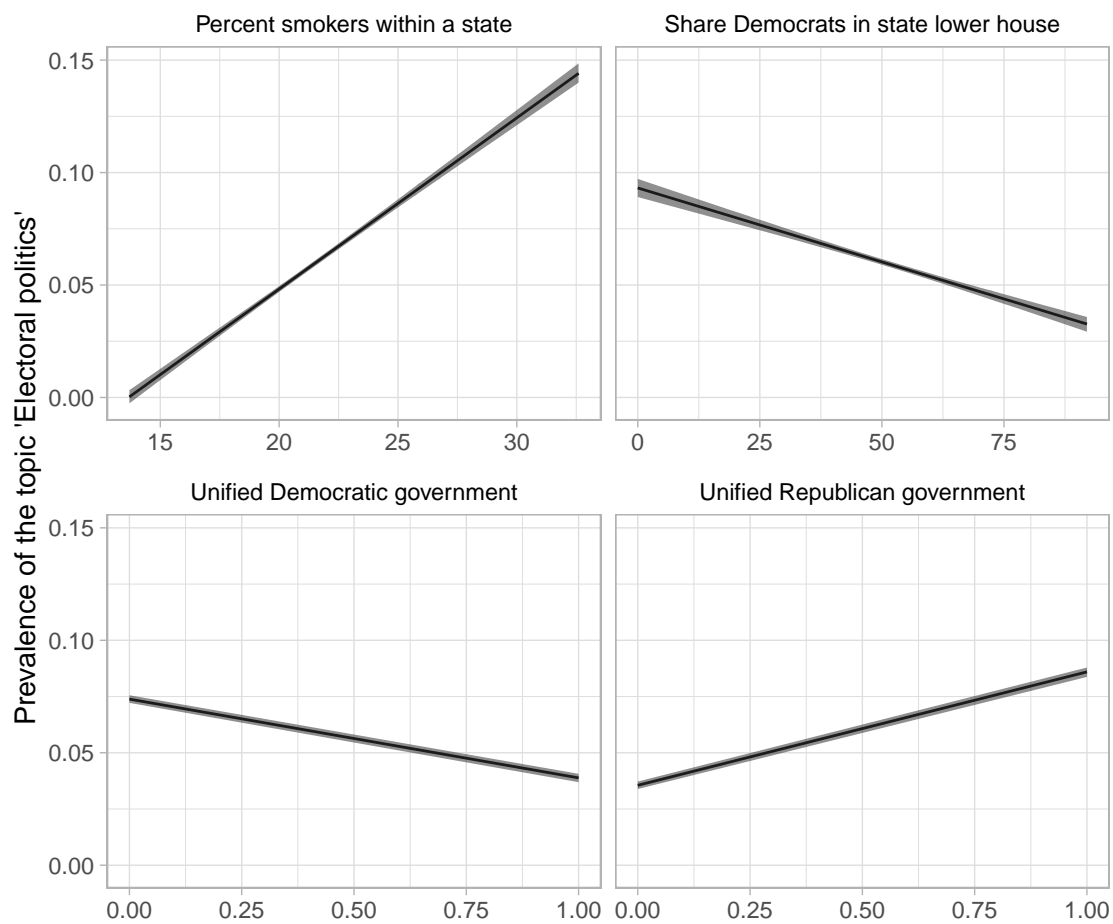 Percent smokers within a state
Share Democrats in state lower house
0.15
0.10
0.05
0.00
15 20 25 30
0 25 50 75
Prevalence of the topic 'Electoral politics'
Unified Democratic government
Unified Republican government
0.15
0.10
0.05
0.00
0.00 0.25 0.50 0.75 1.00
0.00 0.25 0.50 0.75 1.00